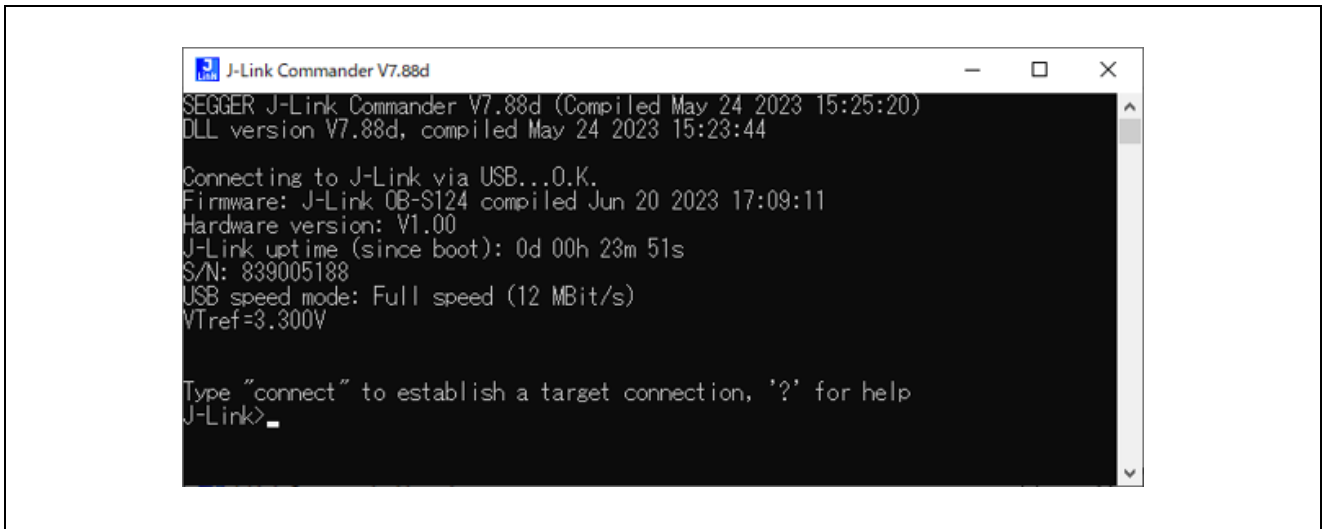 J-Link Commander V7.88d
SEGGER J-Link Commander V7.88d (Compiled May 24 2023 15:25:20)
DLL version V7.88d, compiled May 24 2023 15:23:44
Connecting to J-Link via USB...O.K.
Firmware: J-Link OB-S124 compiled Jun 20 2023 17:09:11
Hardware version: V1.00
J-Link uptime (since boot): 0d 00h 23m 51s
S/N: 839005188
USB speed mode: Full speed (12 MBit/s)
VTref=3.300V
Type "connect" to establish a target connection, '?' for help
J-Link>_